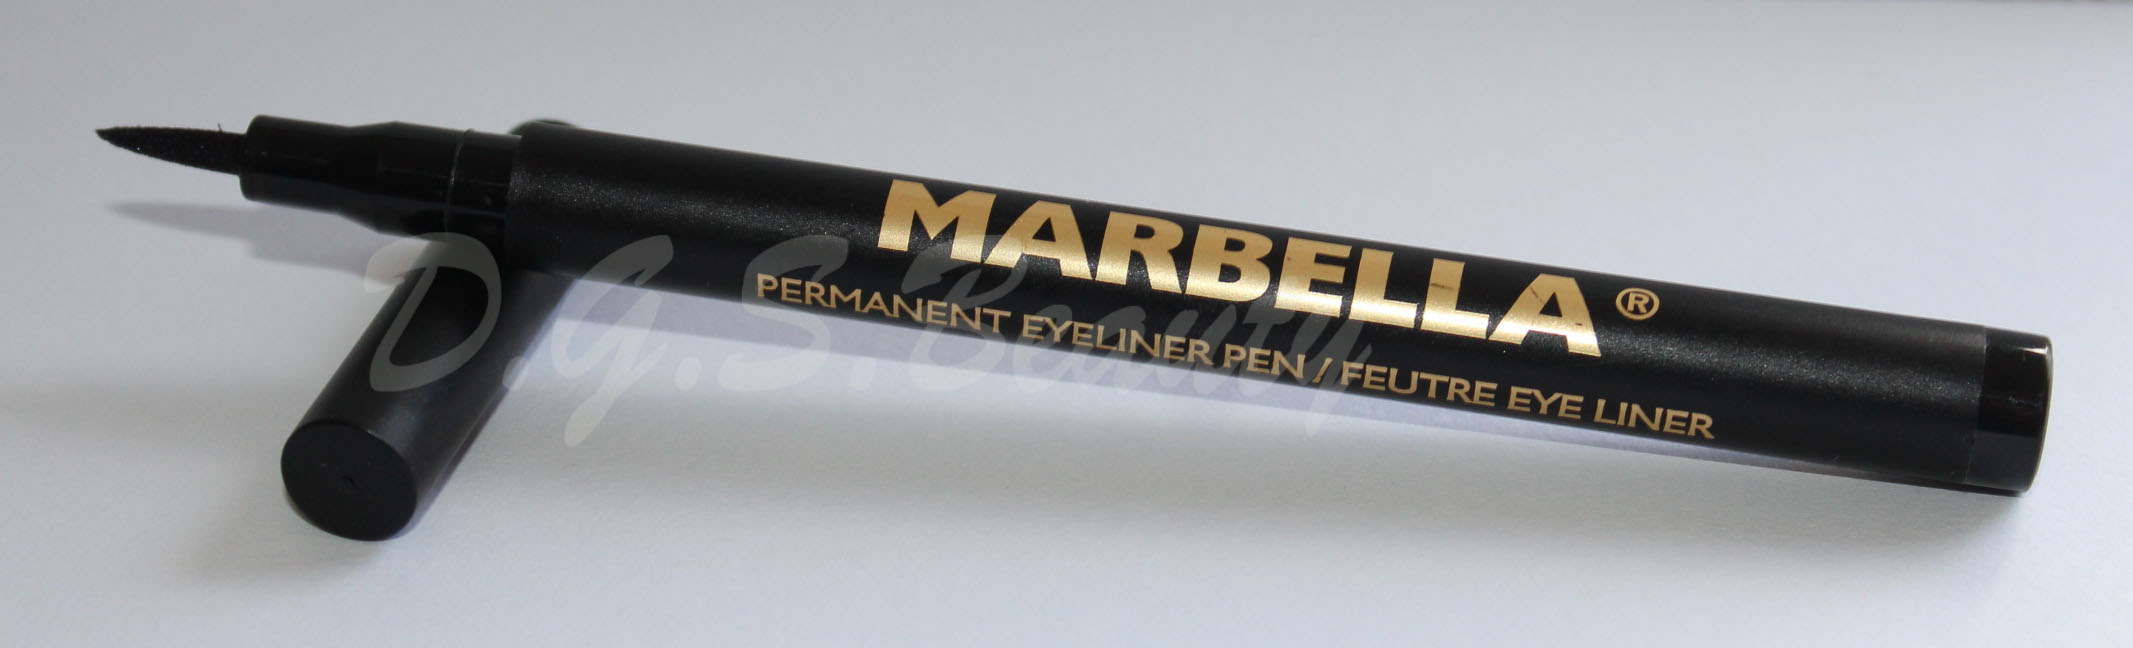 MARBELLA ®
PERMANENT EYELINER PEN / FEUTRE EYE LINER
D.G.S.Beauty